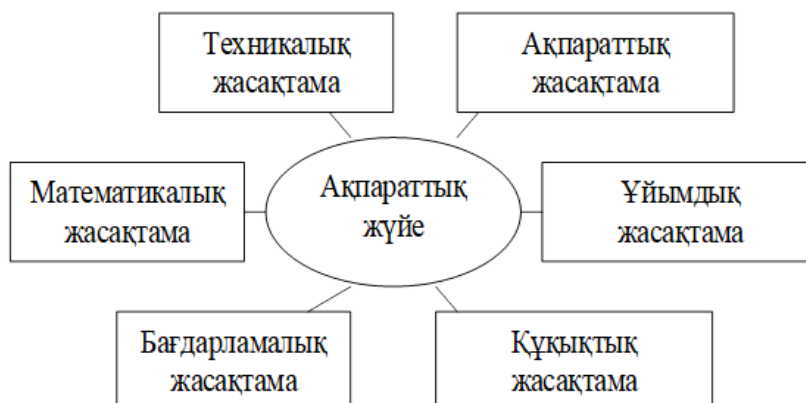 Техникалық
жасақтама
Ақпараттық
жасақтама
Математикалық
жасақтама
Ақпараттық
жүйе
Ұйымдық
жасақтама
Бағдарламалық
жасақтама
Құқықтық
жасақтама